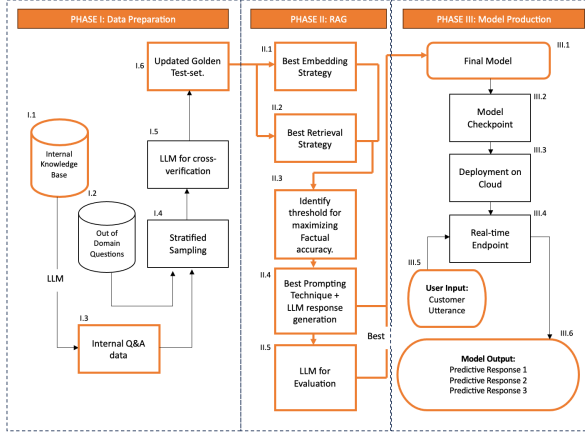 PHASE I: Data Preparation
I.6
Updated Golden
Test-set.
I.1
Internal
Knowledge
Base
I.5
LLM for cross-
verification
I.2
Out of
Domain
Questions
I.4
Stratified
Sampling
LLM
I.3
Internal Q&A
data
PHASE II: RAG
II.1
Best Embedding
Strategy
II.2
Best Retrieval
Strategy
II.3
Identify
threshold for
maximizing
Factual
accuracy.
II.4
Best Prompting
Technique +
LLM response
generation
Best
II.5
LLM for
Evaluation
PHASE III: Model Production
III.1
Final Model
III.2
Model
Checkpoint
III.3
Deployment on
Cloud
III.4
Real-time
Endpoint
III.5
User Input:
Customer
Utterance
III.6
Model Output:
Predictive Response 1
Predictive Response 2
Predictive Response 3